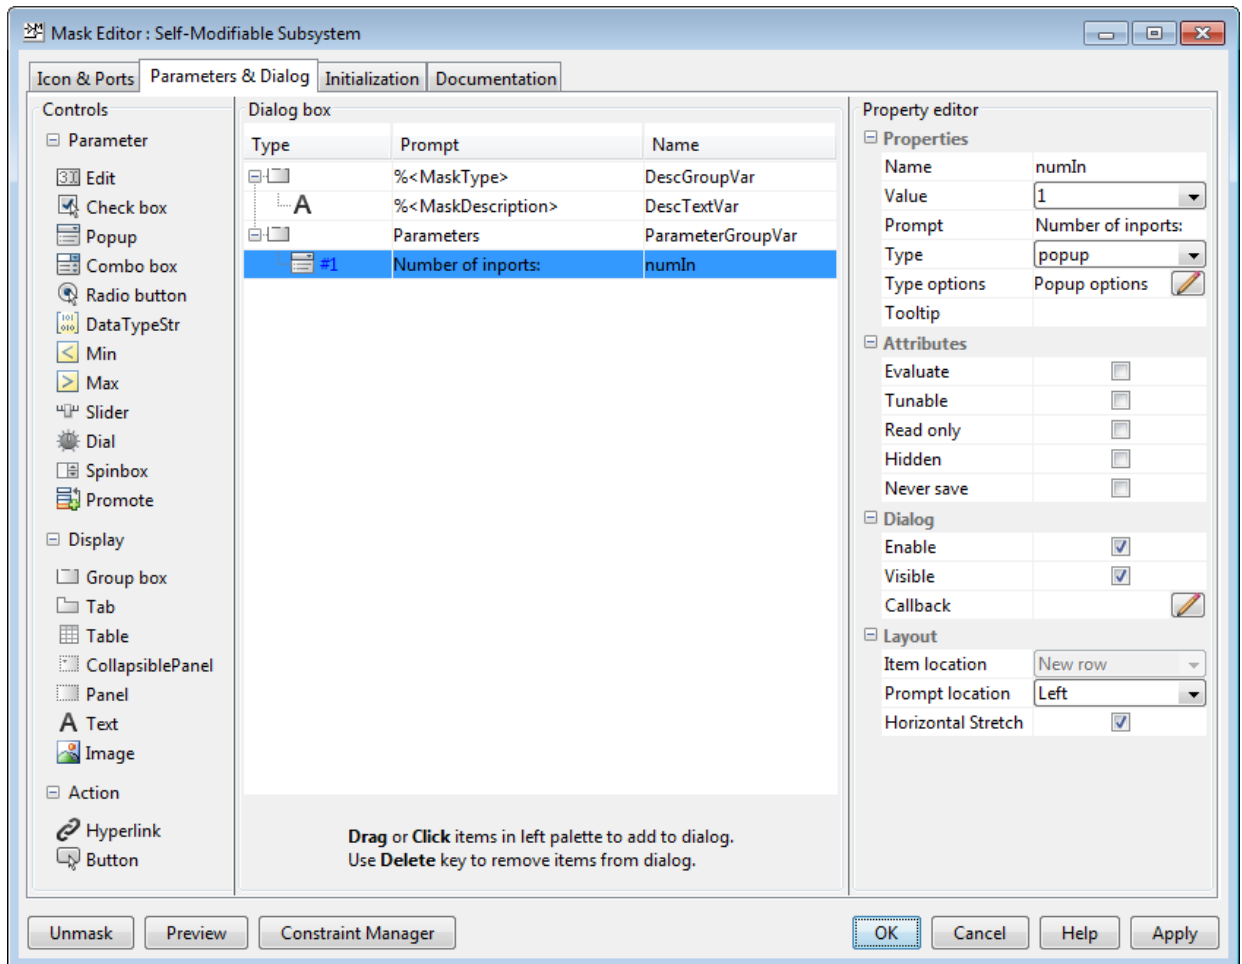 Mask Editor : Self-Modifiable Subsystem
Icon & Ports Parameters & Dialog Initialization Documentation
Controls
Parameter
Edit
Check box
Popup
Combo box
Radio button
DataTypeStr
Min
Max
Slider
Dial
Spinbox
Promote
Display
Group box
Tab
Table
CollapsiblePanel
Panel
A Text
Image
Action
Hyperlink
Button
Dialog box
Type Prompt Name
%<MaskType> DescGroupVar
A %<MaskDescription> DescTextVar
Parameters ParameterGroupVar
#1 Number of inports: numIn
Drag or Click items in left palette to add to dialog.
Use Delete key to remove items from dialog.
Property editor
Properties
Name numIn
Value 1
Prompt Number of inports:
Type popup
Type options Popup options
Tooltip
Attributes
Evaluate
Tunable
Read only
Hidden
Never save
Dialog
Enable
Visible
Callback
Layout
Item location New row
Prompt location Left
Horizontal Stretch
Unmask Preview Constraint Manager OK Cancel Help Apply